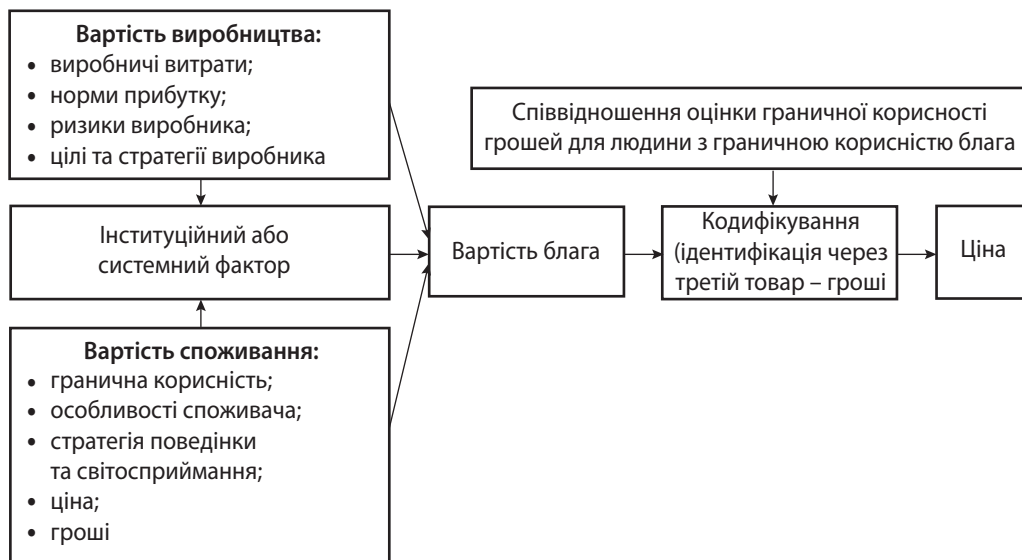 Вартість виробництва:
• виробничі витрати;
• норми прибутку;
• ризики виробника;
• цілі та стратегії виробника
Співвідношення оцінки граничної корисності
грошей для людини з граничною корисністю блага
Інституційний або
системний фактор
Вартість блага
Кодифікування
(ідентифікація через
третій товар – гроші
Ціна
Вартість споживання:
• гранична корисність;
• особливості споживача;
• стратегія поведінки
та світосприймання;
• ціна;
• гроші